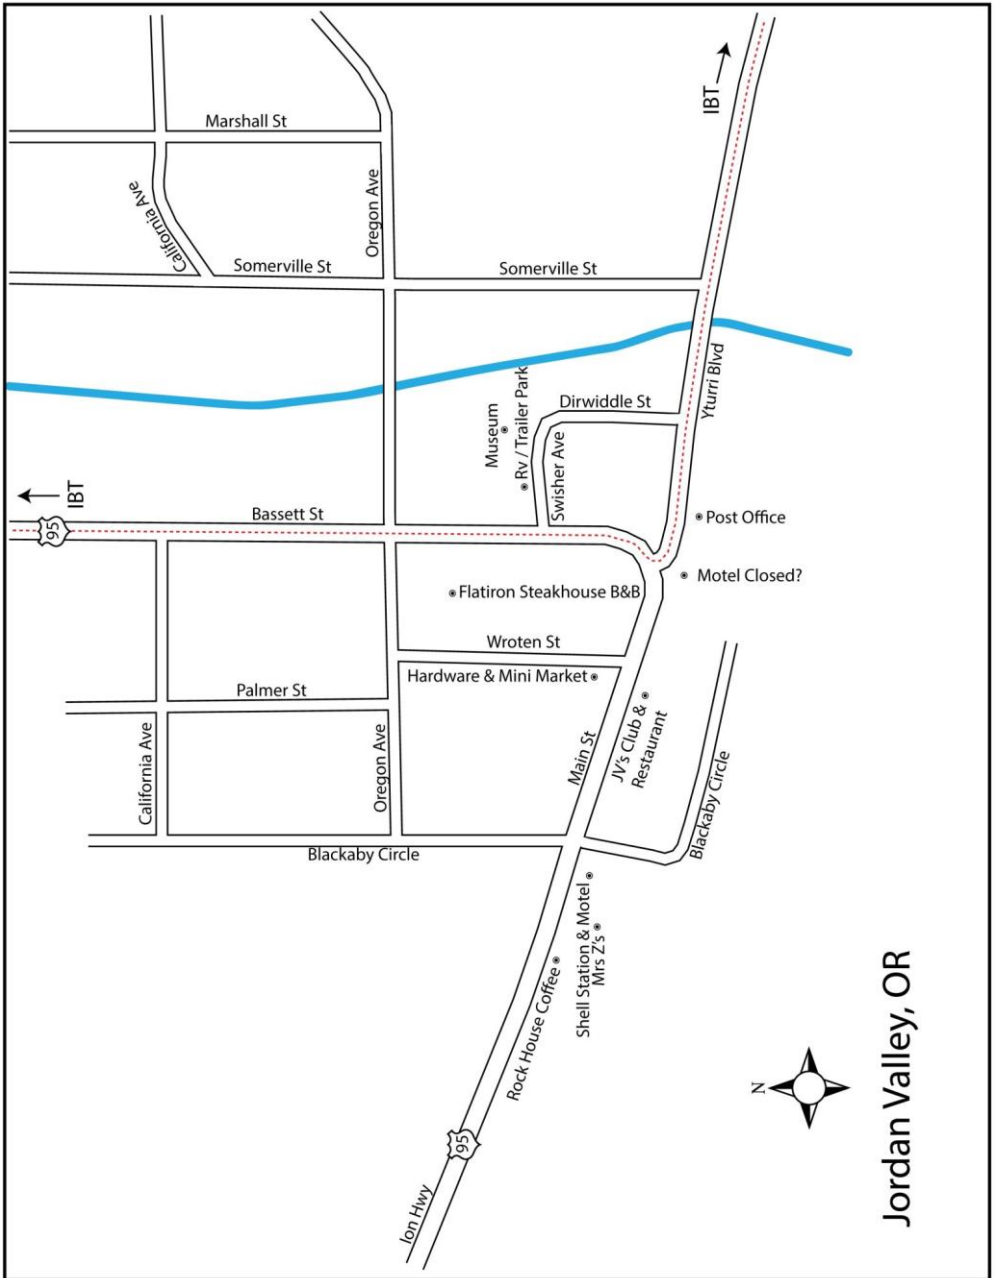 IBT
Marshall St
California Ave
Oregon Ave
Somerville St
Somerville St
Yturri Blvd
Dirwiddle St
Museum
Rv / Trailer Park
Swisher Ave
IBT
95
Bassett St
Post Office
Motel Closed?
Flatiron Steakhouse B&B
Wroten St
Hardware & Mini Market
Palmer St
California Ave
Oregon Ave
Main St
JV's Club &
Restaurant
Blackaby Circle
Blackaby Circle
Shell Station & Motel
Mrs Z's
Rock House Coffee
95
Ion Hwy
N
Jordan Valley, OR